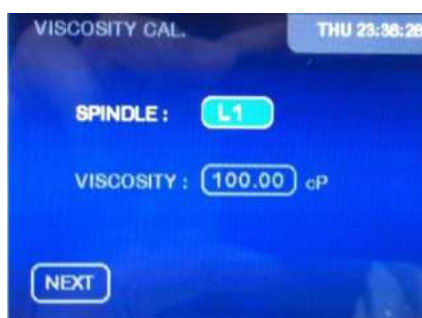 VISCOSITY CAL. THU 23:38:26
SPINDLE : L1
VISCOSITY : 100.00 cP
NEXT